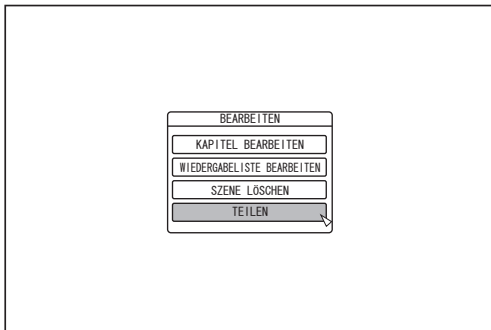 BEARBEITEN
KAPITEL BEARBEITEN
WIEDERGABELISTE BEARBEITEN
SZENE LÖSCHEN
TEILEN